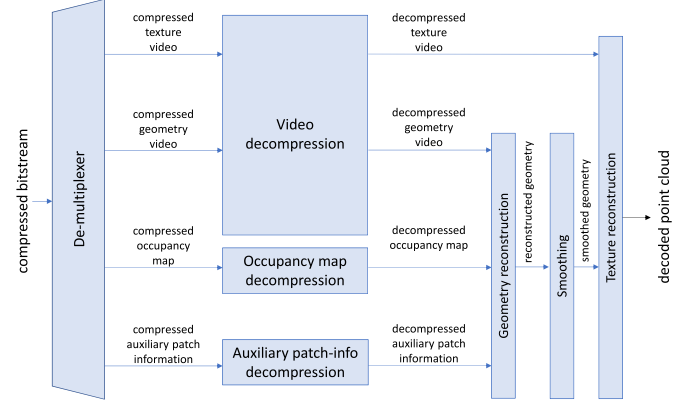 compressed bitstream
De-multiplexer
compressed
texture
video
compressed
geometry
video
compressed
occupancy
map
compressed
auxiliary patch
information
Video
decompression
Occupancy map
decompression
Auxiliary patch-info
decompression
decompressed
texture
video
decompressed
geometry
video
decompressed
occupancy map
decompressed
auxiliary patch
information
Geometry reconstruction
reconstructed geometry
Smoothing
smoothed geometry
Texture reconstruction
decoded point cloud